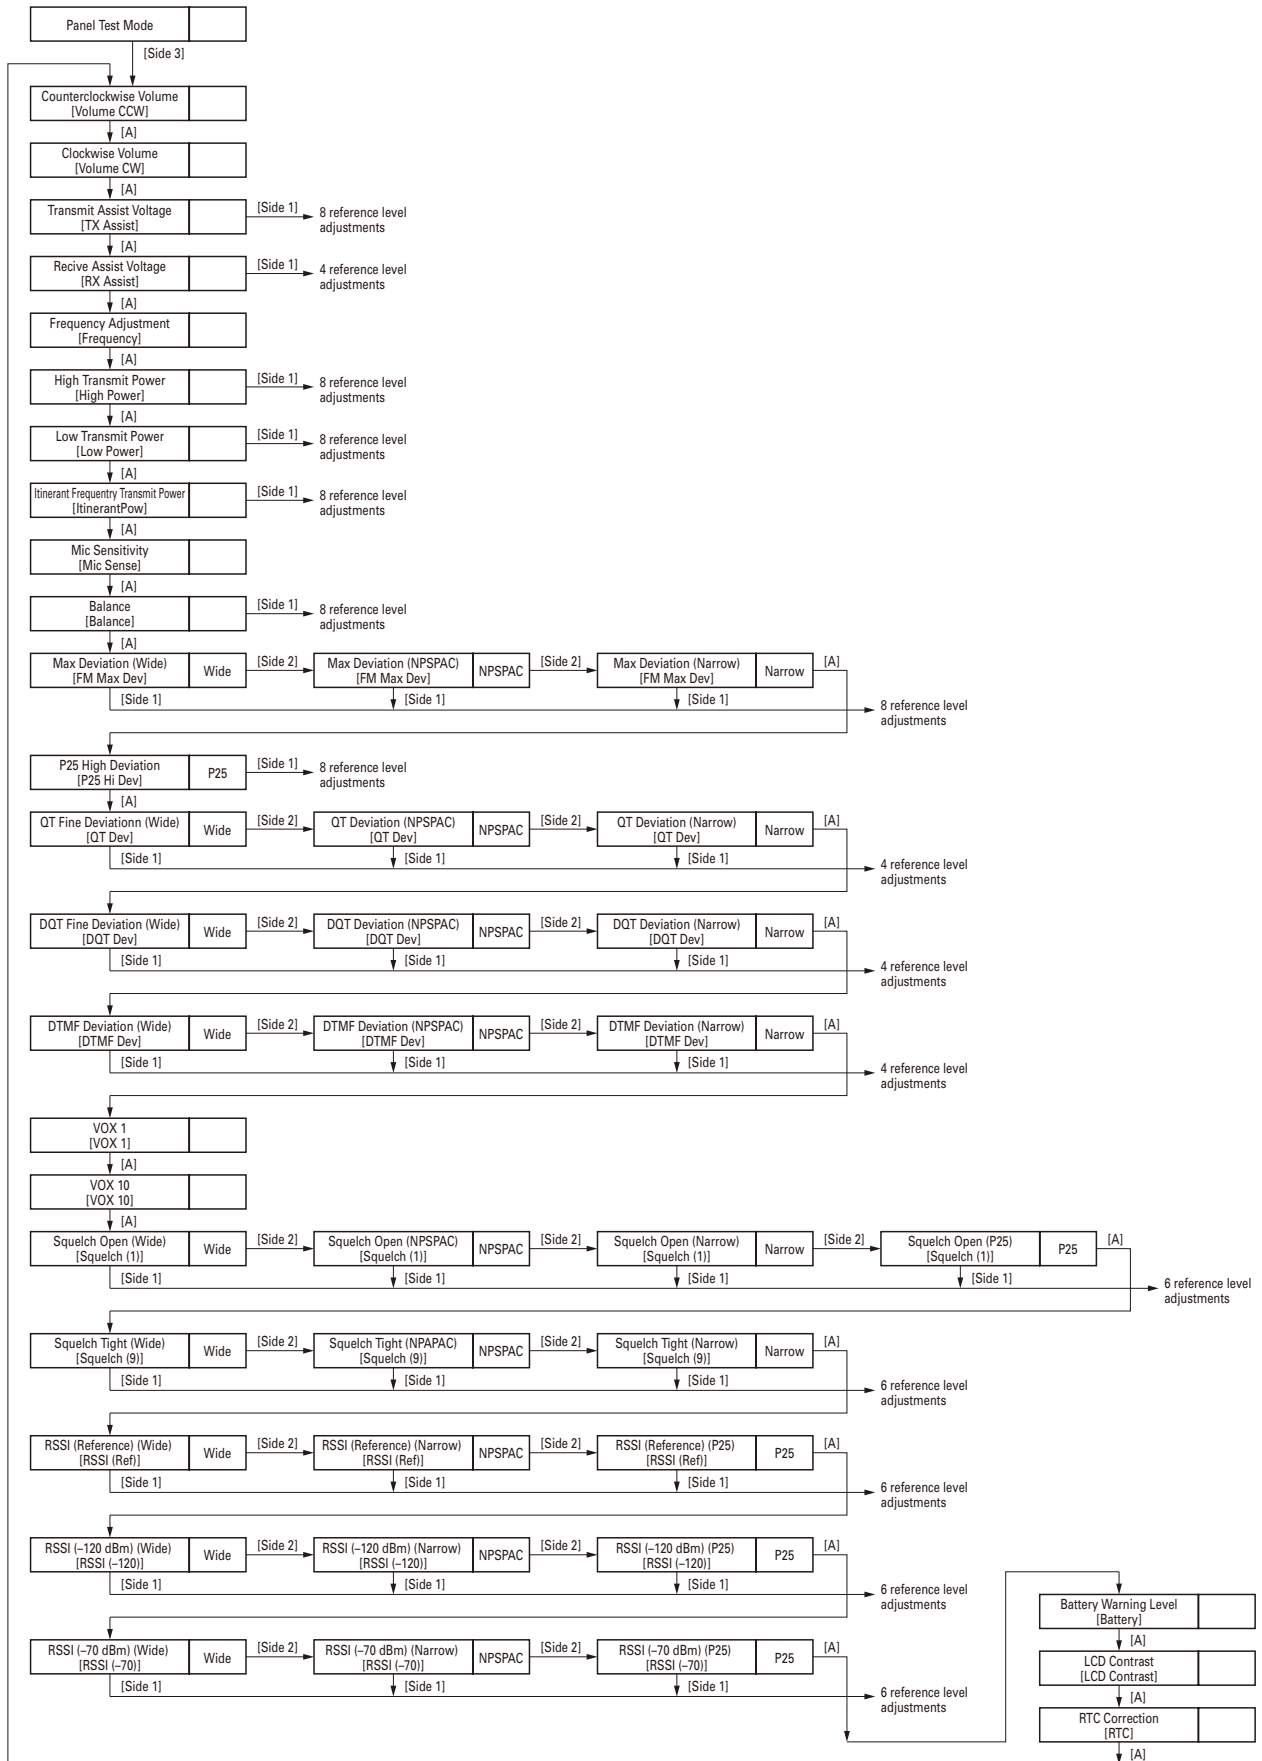 Panel Test Mode
[Side 3]
Counterclockwise Volume
[Volume CCW]
[A]
Clockwise Volume
[Volume CW]
[A]
Transmit Assist Voltage
[TX Assist]
[Side 1]
8 reference level
adjustments
[A]
Recive Assist Voltage
[RX Assist]
[Side 1]
4 reference level
adjustments
[A]
Frequency Adjustment
[Frequency]
[A]
High Transmit Power
[High Power]
[Side 1]
8 reference level
adjustments
[A]
Low Transmit Power
[Low Power]
[Side 1]
8 reference level
adjustments
[A]
Itinerant Frequentry Transmit Power
[ItinerantPow]
[Side 1]
8 reference level
adjustments
[A]
Mic Sensitivity
[Mic Sense]
[A]
Balance
[Balance]
[Side 1]
8 reference level
adjustments
[A]
Max Deviation (Wide)
[FM Max Dev]
Wide
[Side 2]
Max Deviation (NPSPAC)
[FM Max Dev]
NPSPAC
[Side 2]
Max Deviation (Narrow)
[FM Max Dev]
Narrow
[A]
[Side 1]
[Side 1]
[Side 1]
8 reference level
adjustments
P25 High Deviation
[P25 Hi Dev]
P25
[Side 1]
8 reference level
adjustments
[A]
QT Fine Deviationn (Wide)
[QT Dev]
Wide
[Side 2]
QT Deviation (NPSPAC)
[QT Dev]
NPSPAC
[Side 2]
QT Deviation (Narrow)
[QT Dev]
Narrow
[A]
[Side 1]
[Side 1]
[Side 1]
4 reference level
adjustments
DQT Fine Deviation (Wide)
[DQT Dev]
Wide
[Side 2]
DQT Deviation (NPSPAC)
[DQT Dev]
NPSPAC
[Side 2]
DQT Deviation (Narrow)
[DQT Dev]
Narrow
[A]
[Side 1]
[Side 1]
[Side 1]
4 reference level
adjustments
DTMF Deviation (Wide)
[DTMF Dev]
Wide
[Side 2]
DTMF Deviation (NPSPAC)
[DTMF Dev]
NPSPAC
[Side 2]
DTMF Deviation (Narrow)
[DTMF Dev]
Narrow
[A]
[Side 1]
[Side 1]
[Side 1]
4 reference level
adjustments
VOX 1
[VOX 1]
[A]
VOX 10
[VOX 10]
[A]
Squelch Open (Wide)
[Squelch (1)]
Wide
[Side 2]
Squelch Open (NPSPAC)
[Squelch (1)]
NPSPAC
[Side 2]
Squelch Open (Narrow)
[Squelch (1)]
Narrow
[Side 2]
Squelch Open (P25)
[Squelch (1)]
P25
[A]
[Side 1]
[Side 1]
[Side 1]
[Side 1]
6 reference level
adjustments
Squelch Tight (Wide)
[Squelch (9)]
Wide
[Side 2]
Squelch Tight (NPAPAC)
[Squelch (9)]
NPSPAC
[Side 2]
Squelch Tight (Narrow)
[Squelch (9)]
Narrow
[A]
[Side 1]
[Side 1]
[Side 1]
6 reference level
adjustments
RSSI (Reference) (Wide)
[RSSI (Ref)]
Wide
[Side 2]
RSSI (Reference) (Narrow)
[RSSI (Ref)]
NPSPAC
[Side 2]
RSSI (Reference) (P25)
[RSSI (Ref)]
P25
[A]
[Side 1]
[Side 1]
[Side 1]
6 reference level
adjustments
RSSI (–120 dBm) (Wide)
[RSSI (–120)]
Wide
[Side 2]
RSSI (–120 dBm) (Narrow)
[RSSI (–120)]
NPSPAC
[Side 2]
RSSI (–120 dBm) (P25)
[RSSI (–120)]
P25
[A]
[Side 1]
[Side 1]
[Side 1]
6 reference level
adjustments
RSSI (–70 dBm) (Wide)
[RSSI (–70)]
Wide
[Side 2]
RSSI (–70 dBm) (Narrow)
[RSSI (–70)]
NPSPAC
[Side 2]
RSSI (–70 dBm) (P25)
[RSSI (–70)]
P25
[A]
[Side 1]
[Side 1]
[Side 1]
6 reference level
adjustments
Battery Warning Level
[Battery]
[A]
LCD Contrast
[LCD Contrast]
[A]
RTC Correction
[RTC]
[A]